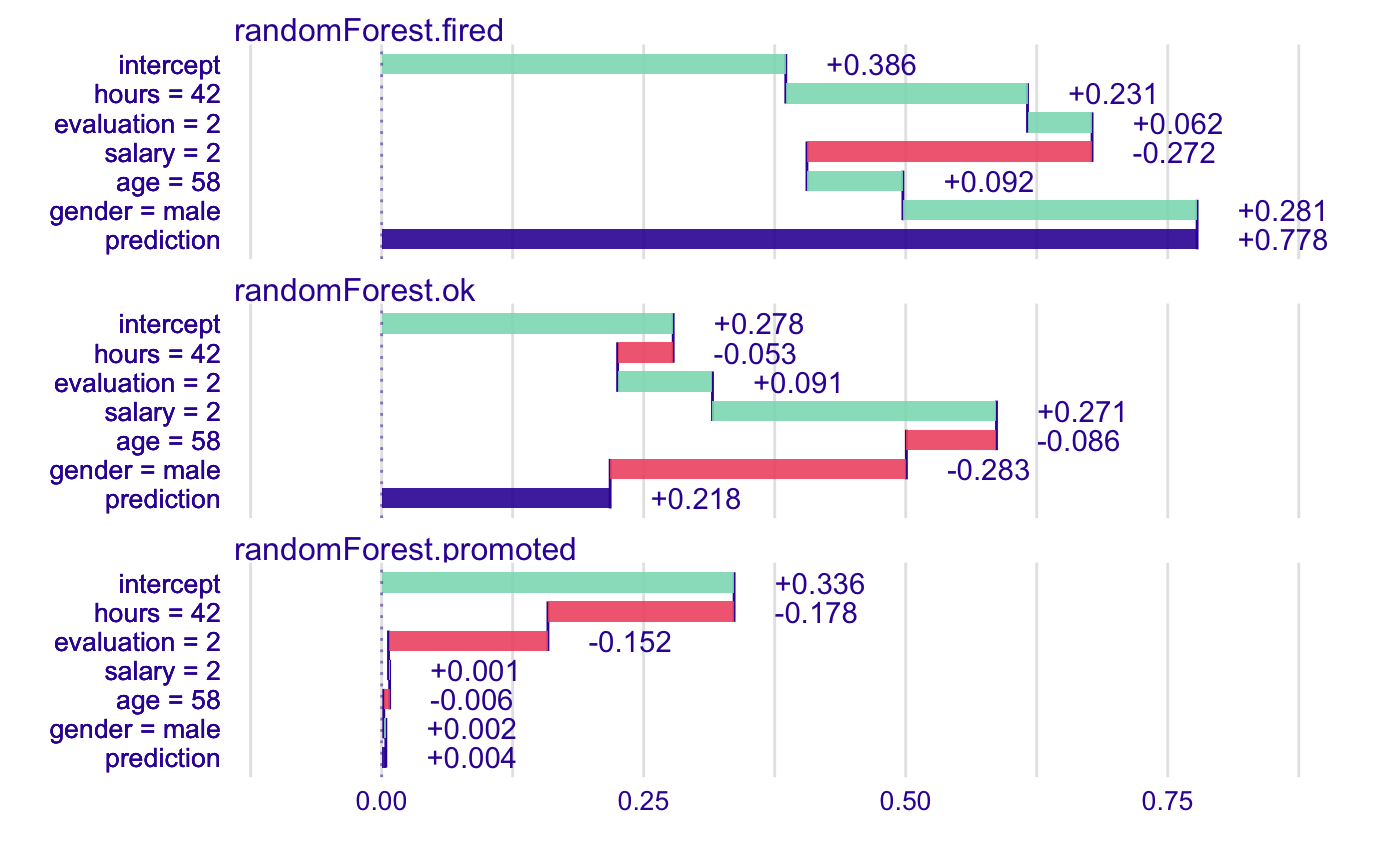 randomForest.fired
intercept +0.386
hours = 42 +0.231
evaluation = 2 +0.062
salary = 2 -0.272
age = 58 +0.092
gender = male +0.281
prediction +0.778
randomForest.ok
intercept +0.278
hours = 42 -0.053
evaluation = 2 +0.091
salary = 2 +0.271
age = 58 -0.086
gender = male -0.283
prediction +0.218
randomForest.promoted
intercept +0.336
hours = 42 -0.178
evaluation = 2 -0.152
salary = 2 +0.001
age = 58 -0.006
gender = male +0.002
prediction +0.004
0.00 0.25 0.50 0.75